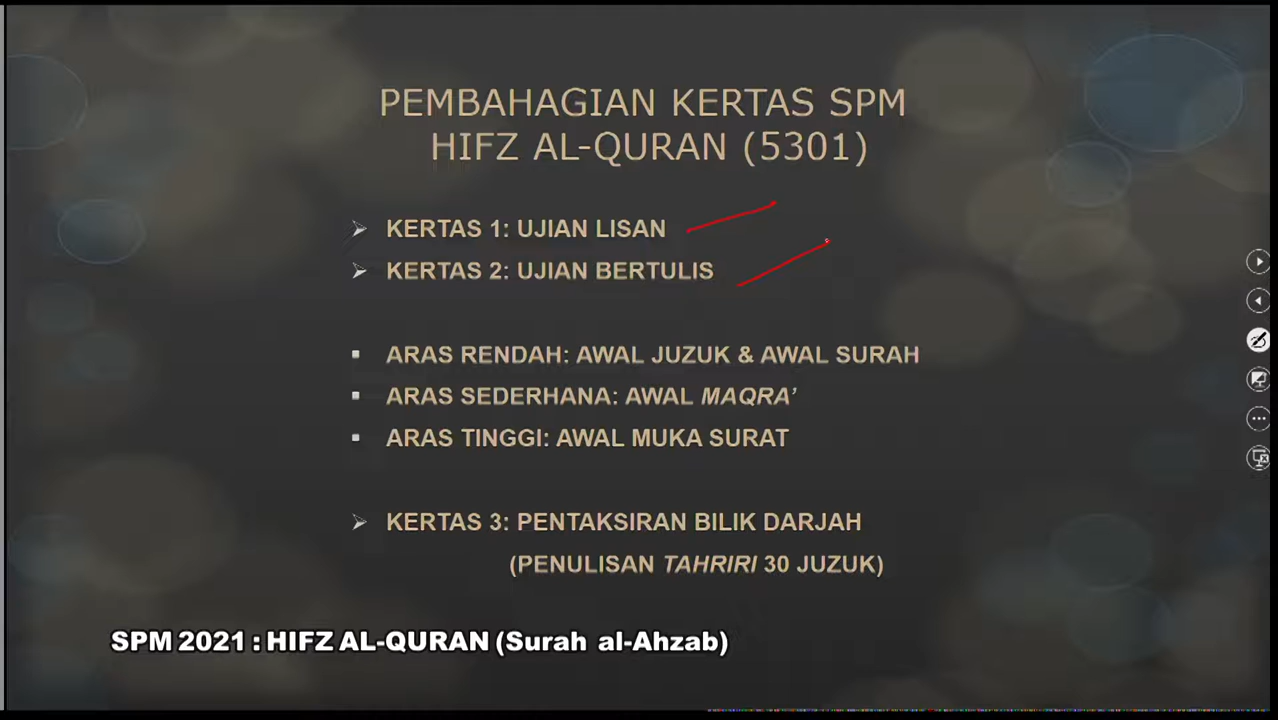 PEMBAHAGIAN KERTAS SPM
HIFZ AL-QURAN (5301)
KERTAS 1: UJIAN LISAN
KERTAS 2: UJIAN BERTULIS
ARAS RENDAH: AWAL JUZUK & AWAL SURAH
ARAS SEDERHANA: AWAL MAQRA’
ARAS TINGGI: AWAL MUKA SURAT
KERTAS 3: PENTAKSIRAN BILIK DARJAH
(PENULISAN TAHRIRI 30 JUZUK)
SPM 2021 : HIFZ AL-QURAN (Surah al-Ahzab)